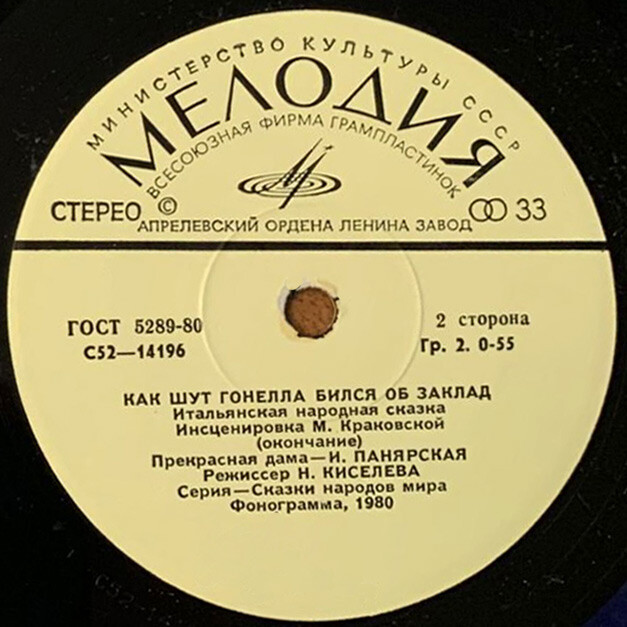 МИНИСТЕРСТВО КУЛЬТУРЫ СССР
МЕЛОДИЯ
ВСЕСОЮЗНАЯ ФИРМА ГРАМПЛАСТИНОК
СТЕРЕО © 33
АПРЕЛЕВСКИЙ ОРДЕНА ЛЕНИНА ЗАВОД
ГОСТ 5289-80 2 сторона
С52—14196 Гр. 2. 0-55
КАК ШУТ ГОНЕЛЛА БИЛСЯ ОБ ЗАКЛАД
Итальянская народная сказка
Инсценировка М. Краковской
(окончание)
Прекрасная дама—И. ПАНЯРСКАЯ
Режиссер Н. КИСЕЛЕВА
Серия—Сказки народов мира
Фонограмма, 1980